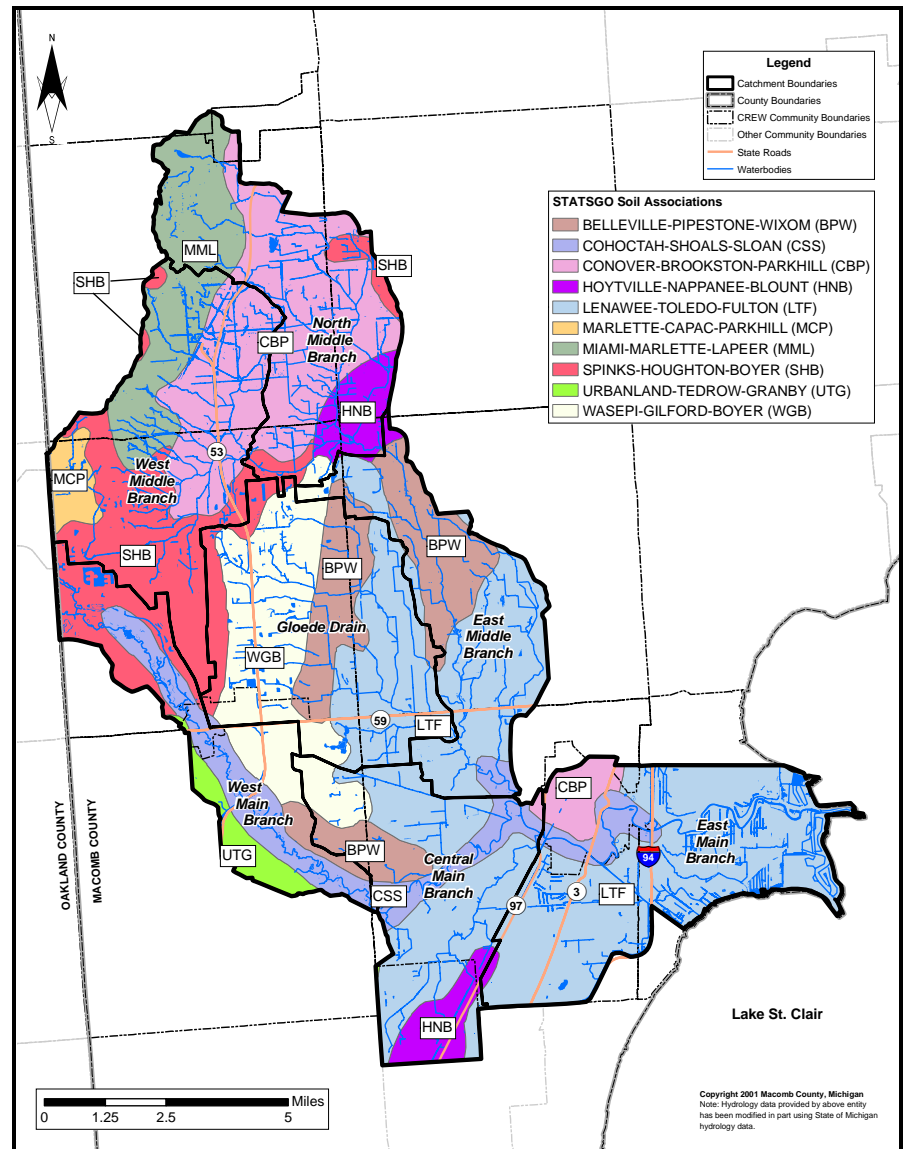 N
S
Legend
Catchment Boundaries
County Boundaries
CREW Community Boundaries
Other Community Boundaries
State Roads
Waterbodies
STATSGO Soil Associations
BELLEVILLE-PIPESTONE-WIXOM (BPW)
COHOCTAH-SHOALS-SLOAN (CSS)
CONOVER-BROOKSTON-PARKHILL (CBP)
HOYTVILLE-NAPPANEE-BLOUNT (HNB)
LENAWEE-TOLEDO-FULTON (LTF)
MARLETTE-CAPAC-PARKHILL (MCP)
MIAMI-MARLETTE-LAPEER (MML)
SPINKS-HOUGHTON-BOYER (SHB)
URBANLAND-TEDROW-GRANBY (UTG)
WASEPI-GILFORD-BOYER (WGB)
MML
SHB
SHB
North
Middle
Branch
CBP
HNB
53
West
Middle
Branch
MCP
SHB
BPW
BPW
Gloede Drain
East
Middle
Branch
WGB
59
LTF
West
Main
Branch
CBP
East
Main
Branch
UTG
BPW
Central
Main
Branch
94
CSS
97
3
LTF
OAKLAND COUNTY
MACOMB COUNTY
HNB
Lake St. Clair
Miles
0 1.25 2.5 5
Copyright 2001 Macomb County, Michigan
Note: Hydrology data provided by above entity
has been modified in part using State of Michigan
hydrology data.